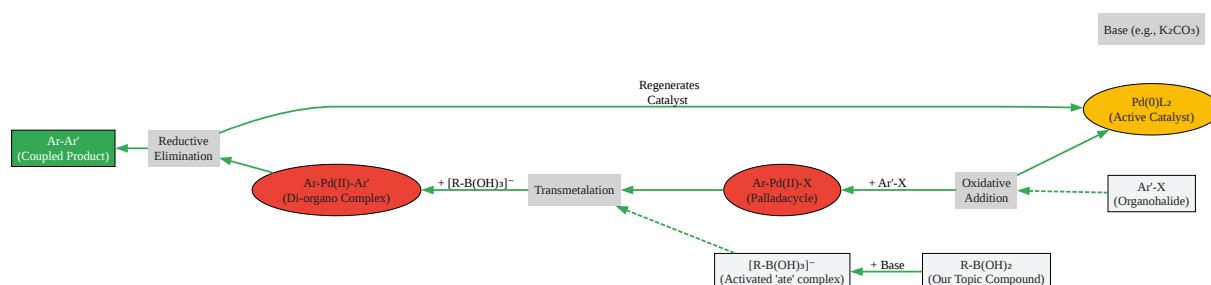 Base (e.g., K₂CO₃)
Regenerates
Catalyst
Pd(0)L₂
(Active Catalyst)
Ar-Ar'
(Coupled Product)
Reductive
Elimination
Ar-Pd(II)-Ar'
(Di-organo Complex)
+ [R-B(OH)₃]⁻
Transmetalation
Ar-Pd(II)-X
(Palladacycle)
+ Ar'-X
Oxidative
Addition
Ar'-X
(Organohalide)
[R-B(OH)₃]⁻
(Activated 'ate' complex)
+ Base
R-B(OH)₂
(Our Topic Compound)